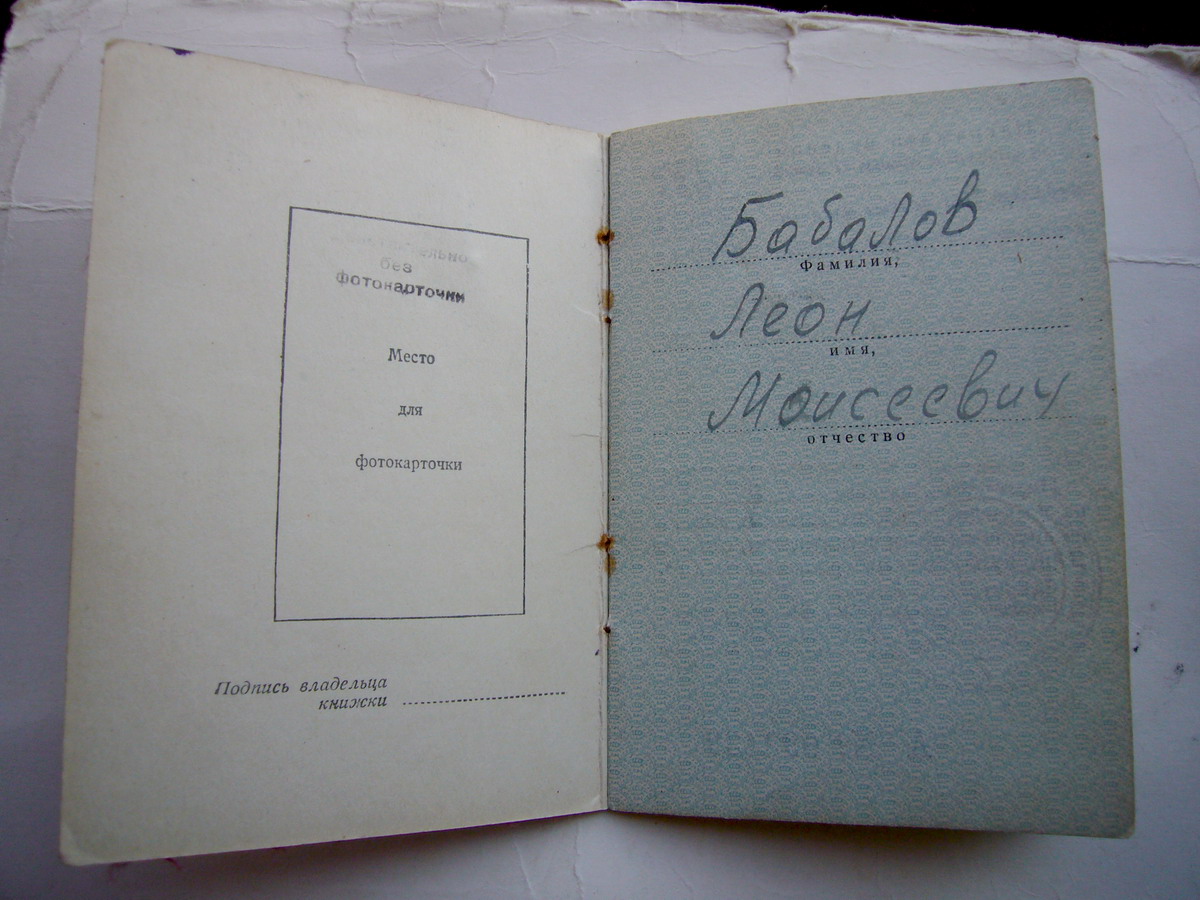 без
фотокарточки
Место
для
фотокарточки
Подпись владельца
книжки
Бабалов
фамилия,
Леон
имя,
Моисеевич
отчество